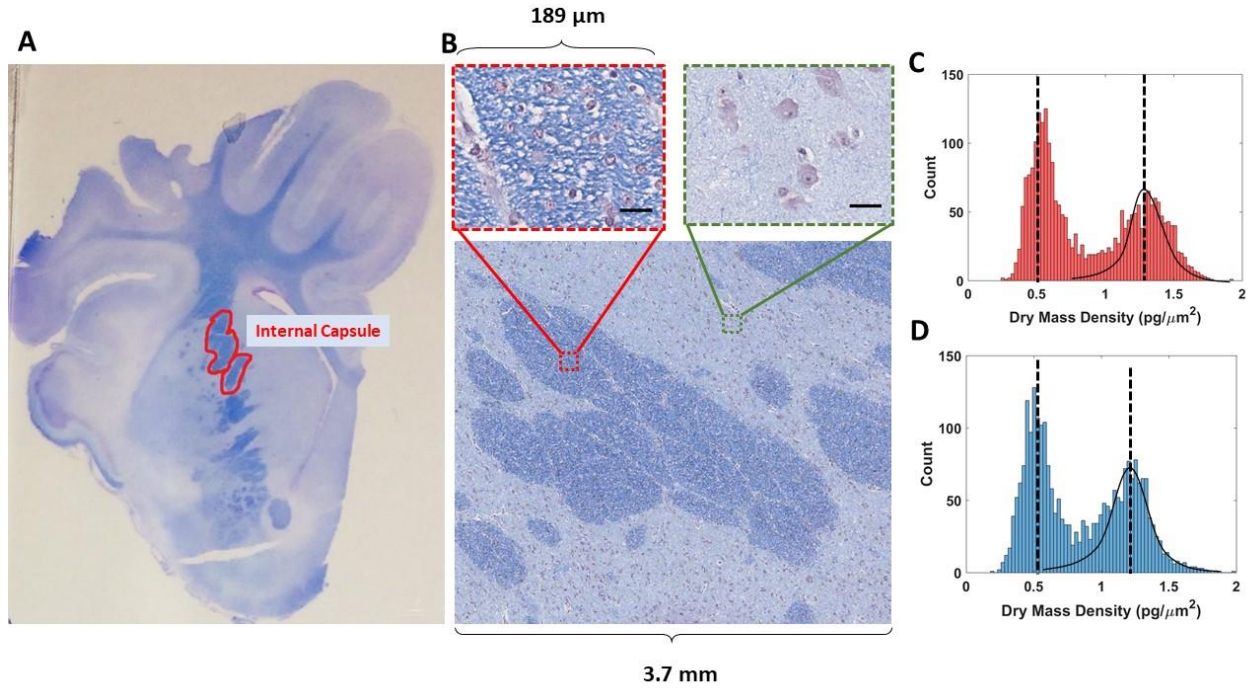 189 μm
A
B
Internal Capsule
3.7 mm
C
150
100
50
0
Count
0
0.5
1
1.5
2
Dry Mass Density (pg/μm²)
D
150
100
50
0
Count
0
0.5
1
1.5
2
Dry Mass Density (pg/μm²)